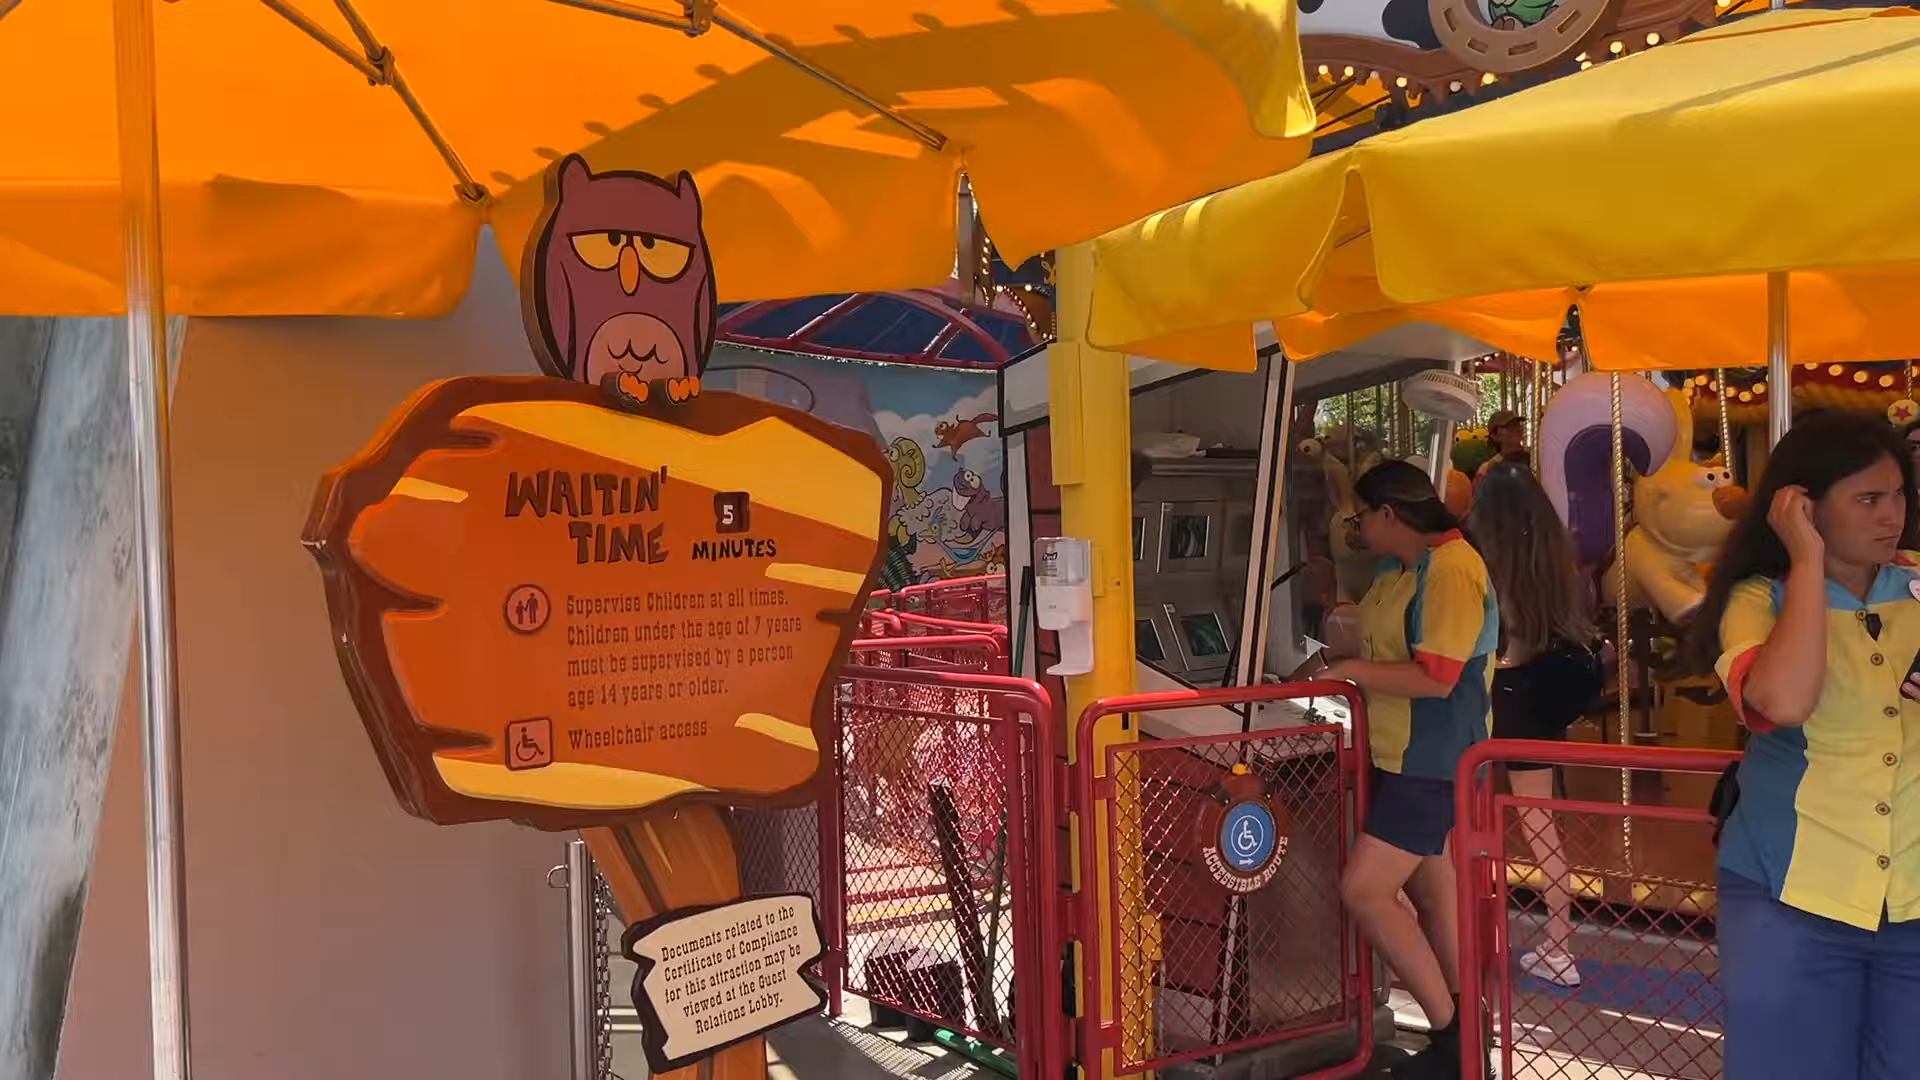 WAITIN'
TIME
5
MINUTES
Supervise Children at all times.
Children under the age of 7 years
must be supervised by a person
age 14 years or older.
Wheelchair access
Documents related to the
Certificate of Compliance
for this attraction may be
viewed at the Guest
Relations Lobby.
ACCESSIBLE ROUTE